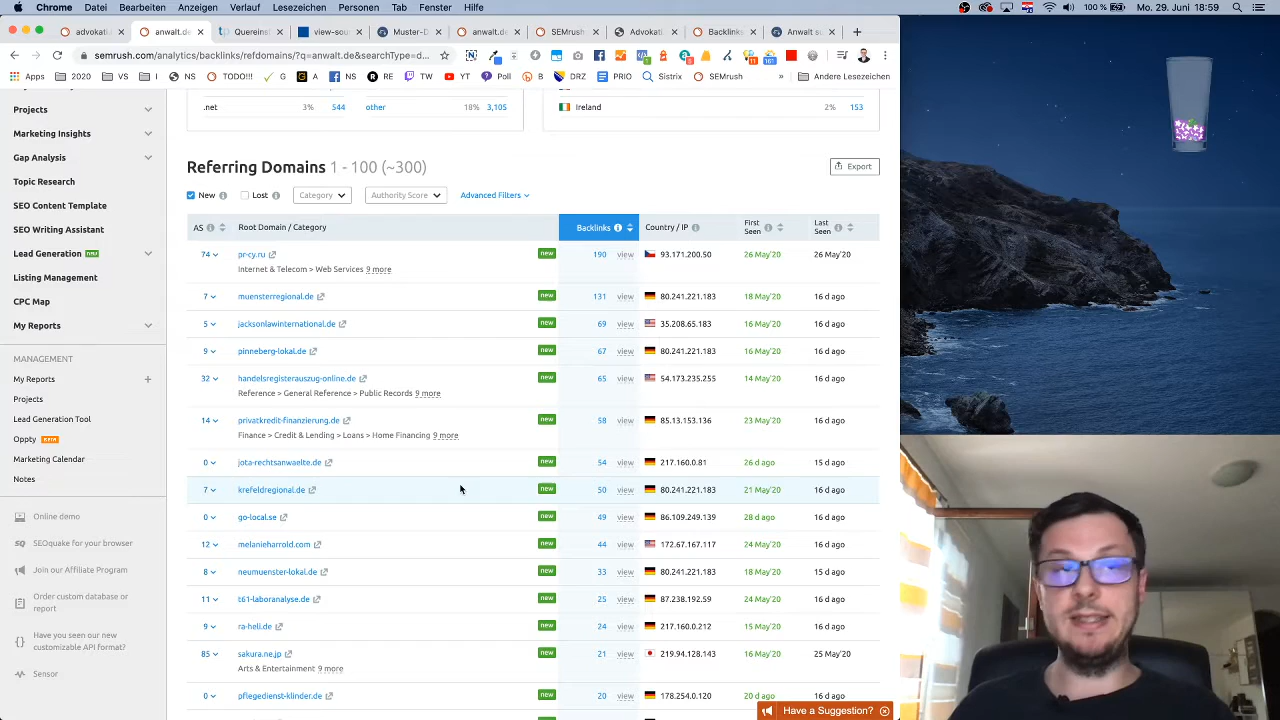 Chrome Datei Bearbeiten Anzeigen Verlauf Lesezeichen Personen Tab Fenster Hilfe
100 % Mo. 29. Juni 18:59
advokati
anwalt.de
Quereins
view-sou
Muster-D
anwalt.de
SEMrush
Advokati
Backlinks
Anwalt su
semrush.com/analytics/backlinks/refdomains/?q=anwalt.de&searchType=d...
Apps 2020 VS I NS TODO!!! G. A NS RE TW YT Poll B DRZ PRIO Sistrix SEMrush » Andere Lesezeichen
Projects
Marketing Insights
Gap Analysis
Topic Research
SEO Content Template
SEO Writing Assistant
Lead Generation NEW
Listing Management
CPC Map
My Reports
MANAGEMENT
My Reports +
Projects
Lead Generation Tool
Oppty BETA
Marketing Calendar
Notes
Online demo
SEOquake for your browser
Join our Affiliate Program
Order custom database or
report
Have you seen our new
customizable API format?
Sensor
.net 3% 544 other 18% 3,105
Ireland 2% 153
Referring Domains 1 - 100 (~300)
Export
New Lost Category Authority Score Advanced Filters
AS Root Domain / Category Backlinks Country / IP First
Seen Last
Seen
74 pr-cy.ru new 190 view 93.171.200.50 26 May'20 26 May'20
Internet & Telecom > Web Services 9 more
7 muensterregional.de new 131 view 80.241.221.183 18 May'20 16 d ago
5 jacksonlawinternational.de new 69 view 35.208.65.183 16 May'20 16 d ago
9 pinneberg-lokal.de new 67 view 80.241.221.183 16 May'20 16 d ago
32 handelsregisterauszug-online.de new 65 view 54.173.235.255 14 May'20 16 d ago
Reference > General Reference > Public Records 9 more
14 privatkredit-finanzierung.de new 58 view 85.13.153.136 23 May'20 16 d ago
Finance > Credit & Lending > Loans > Home Financing 9 more
0 jota-rechtsanwaelte.de new 54 view 217.160.0.81 26 d ago 15 d ago
7 krefeldregional.de new 50 view 80.241.221.183 21 May'20 16 d ago
0 go-local.se new 49 view 86.109.249.139 28 d ago 16 d ago
12 melanieharrold.com new 44 view 172.67.167.117 24 May'20 16 d ago
8 neumuenster-lokal.de new 33 view 80.241.221.183 18 May'20 15 d ago
11 t61-laboranalyse.de new 25 view 87.238.192.59 24 May'20 16 d ago
9 ra-heli.de new 24 view 217.160.0.212 15 May'20 16 d ago
85 sakura.ne.jp new 21 view 219.94.128.143 16 May'20 25 May'20
Arts & Entertainment 9 more
0 pflegedienst-klinder.de new 20 view 178.254.0.120 20 d ago 16 d ago
Have a Suggestion?